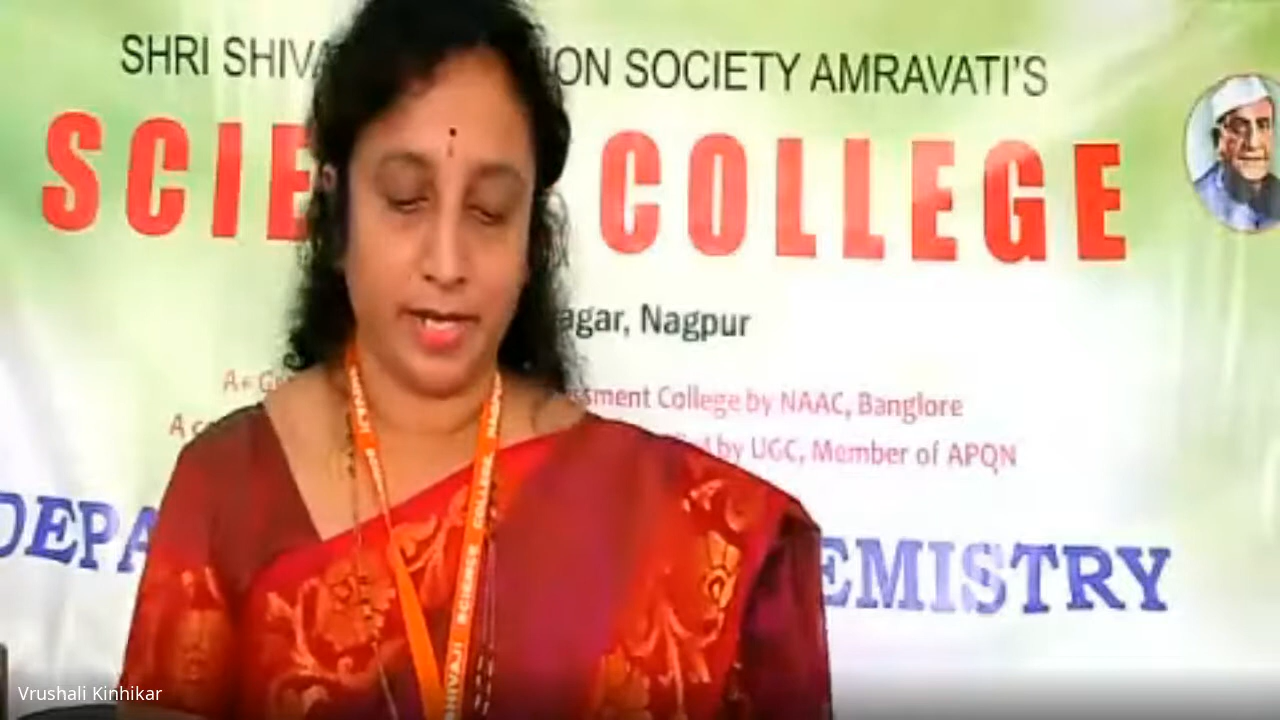 SHRI SHIVA ION SOCIETY AMRAVATI'S
SCIE COLLEGE
agar, Nagpur
A+ G ssment College by NAAC, Banglore
A by UGC, Member of APQN
DEPA EMISTRY
SHIVAJI SCIENCE COLLEGE
Vrushali Kinhikar